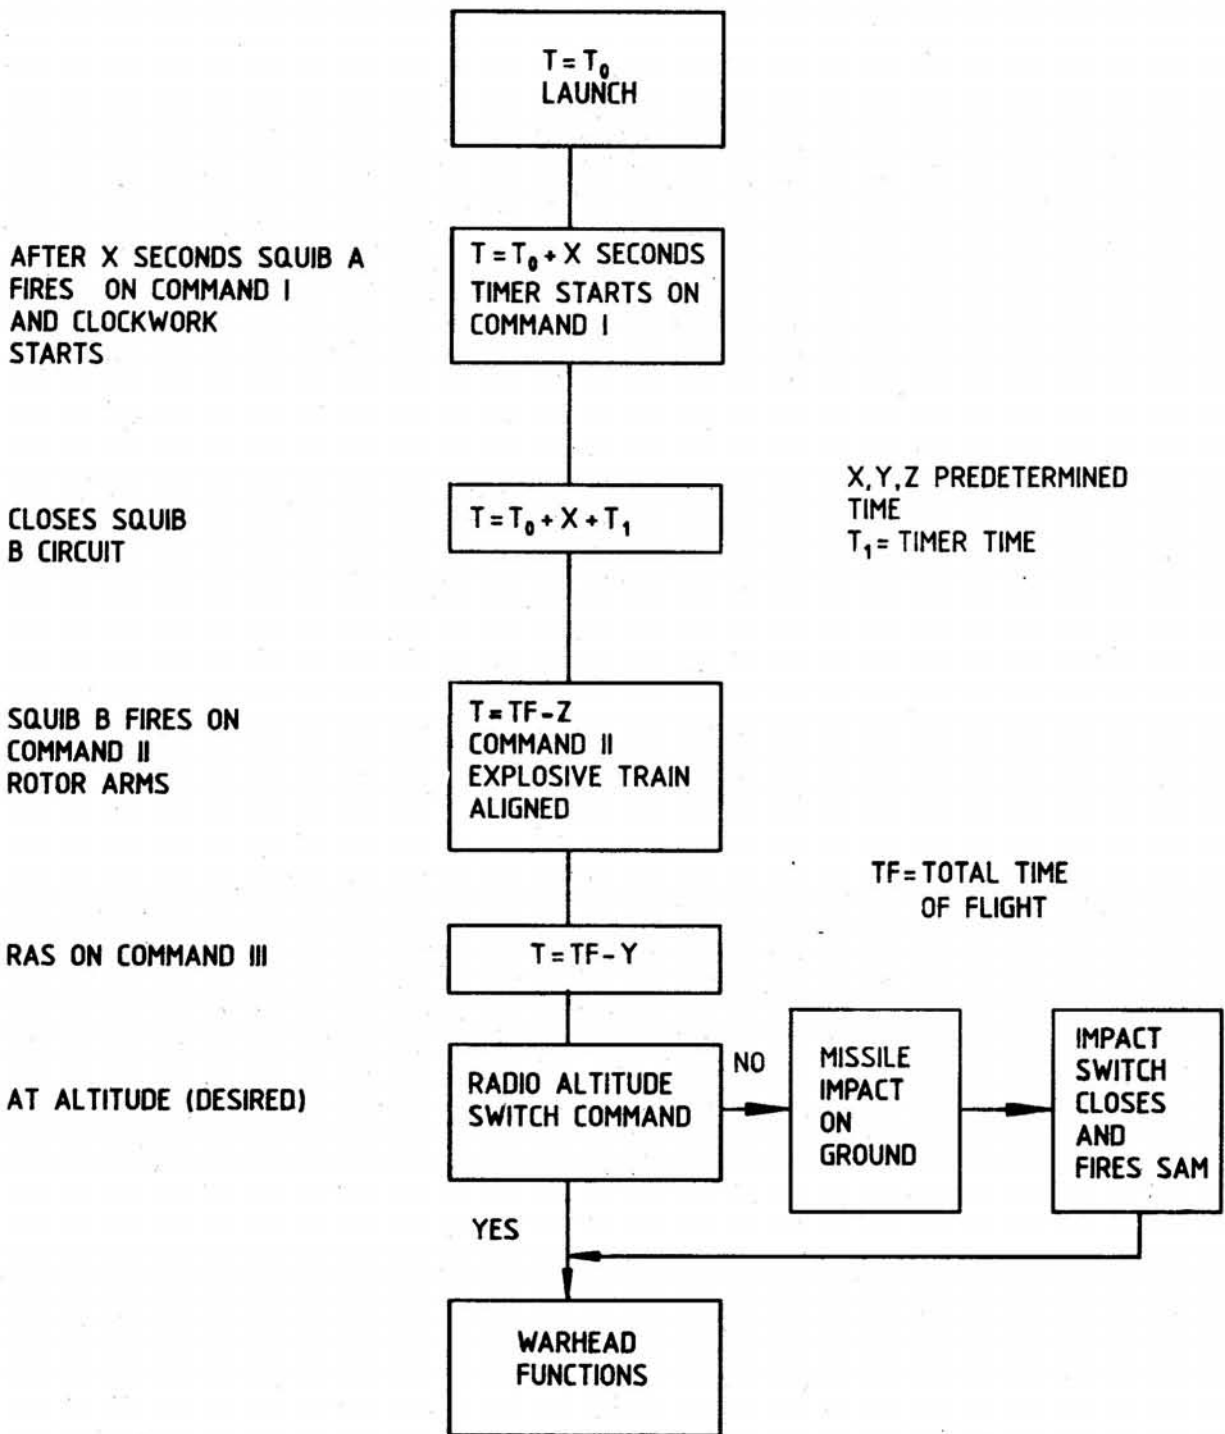 T = T₀
LAUNCH
AFTER X SECONDS SQUIB A
FIRES ON COMMAND I
AND CLOCKWORK
STARTS
T = T₀ + X SECONDS
TIMER STARTS ON
COMMAND I
CLOSES SQUIB
B CIRCUIT
T = T₀ + X + T₁
X, Y, Z PREDETERMINED
TIME
T₁ = TIMER TIME
SQUIB B FIRES ON
COMMAND II
ROTOR ARMS
T = TF - Z
COMMAND II
EXPLOSIVE TRAIN
ALIGNED
TF = TOTAL TIME
OF FLIGHT
RAS ON COMMAND III
T = TF - Y
AT ALTITUDE (DESIRED)
RADIO ALTITUDE
SWITCH COMMAND
NO
MISSILE
IMPACT
ON
GROUND
IMPACT
SWITCH
CLOSES
AND
FIRES SAM
YES
WARHEAD
FUNCTIONS